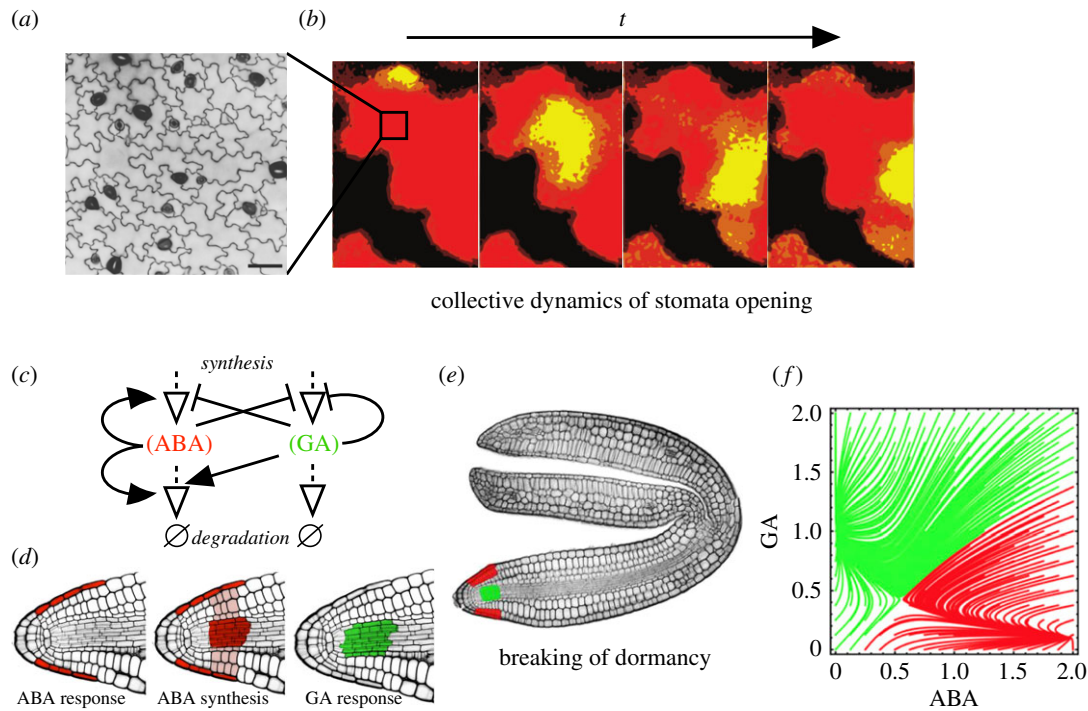 (a)
(b)
t
collective dynamics of stomata opening
(c)
synthesis
(ABA)
(GA)
degradation
(d)
ABA response
ABA synthesis
GA response
(e)
breaking of dormancy
(f)
2.0
1.5
1.0
0.5
0
GA
0 0.5 1.0 1.5 2.0
ABA